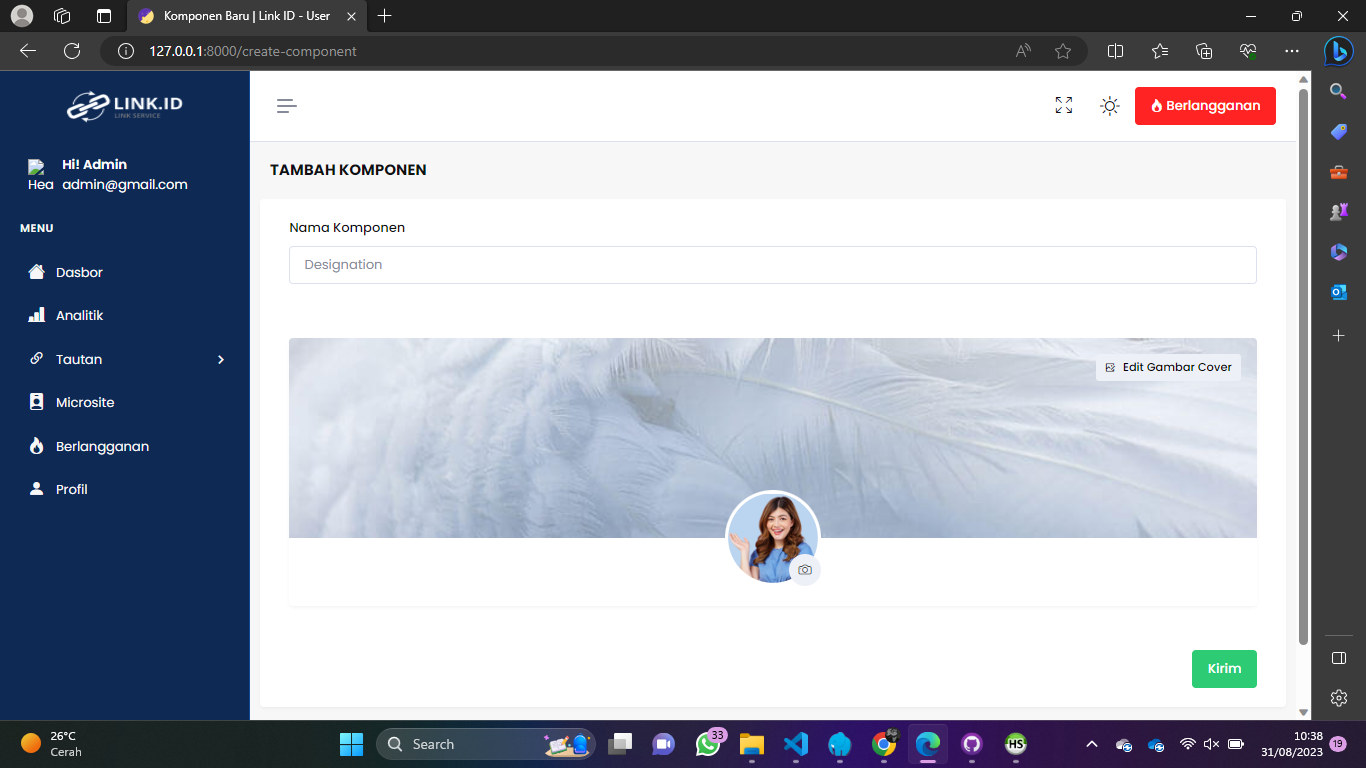 Komponen Baru | Link ID - User
127.0.0.1:8000/create-component
LINK.ID
LINK SERVICE
Berlangganan
Hi! Admin
Hea
admin@gmail.com
TAMBAH KOMPONEN
MENU
Nama Komponen
Designation
Dasbor
Analitik
Tautan
Microsite
Berlangganan
Profil
Edit Gambar Cover
Kirim
26°C
Cerah
Search
33
HS
10:38
31/08/2023
19